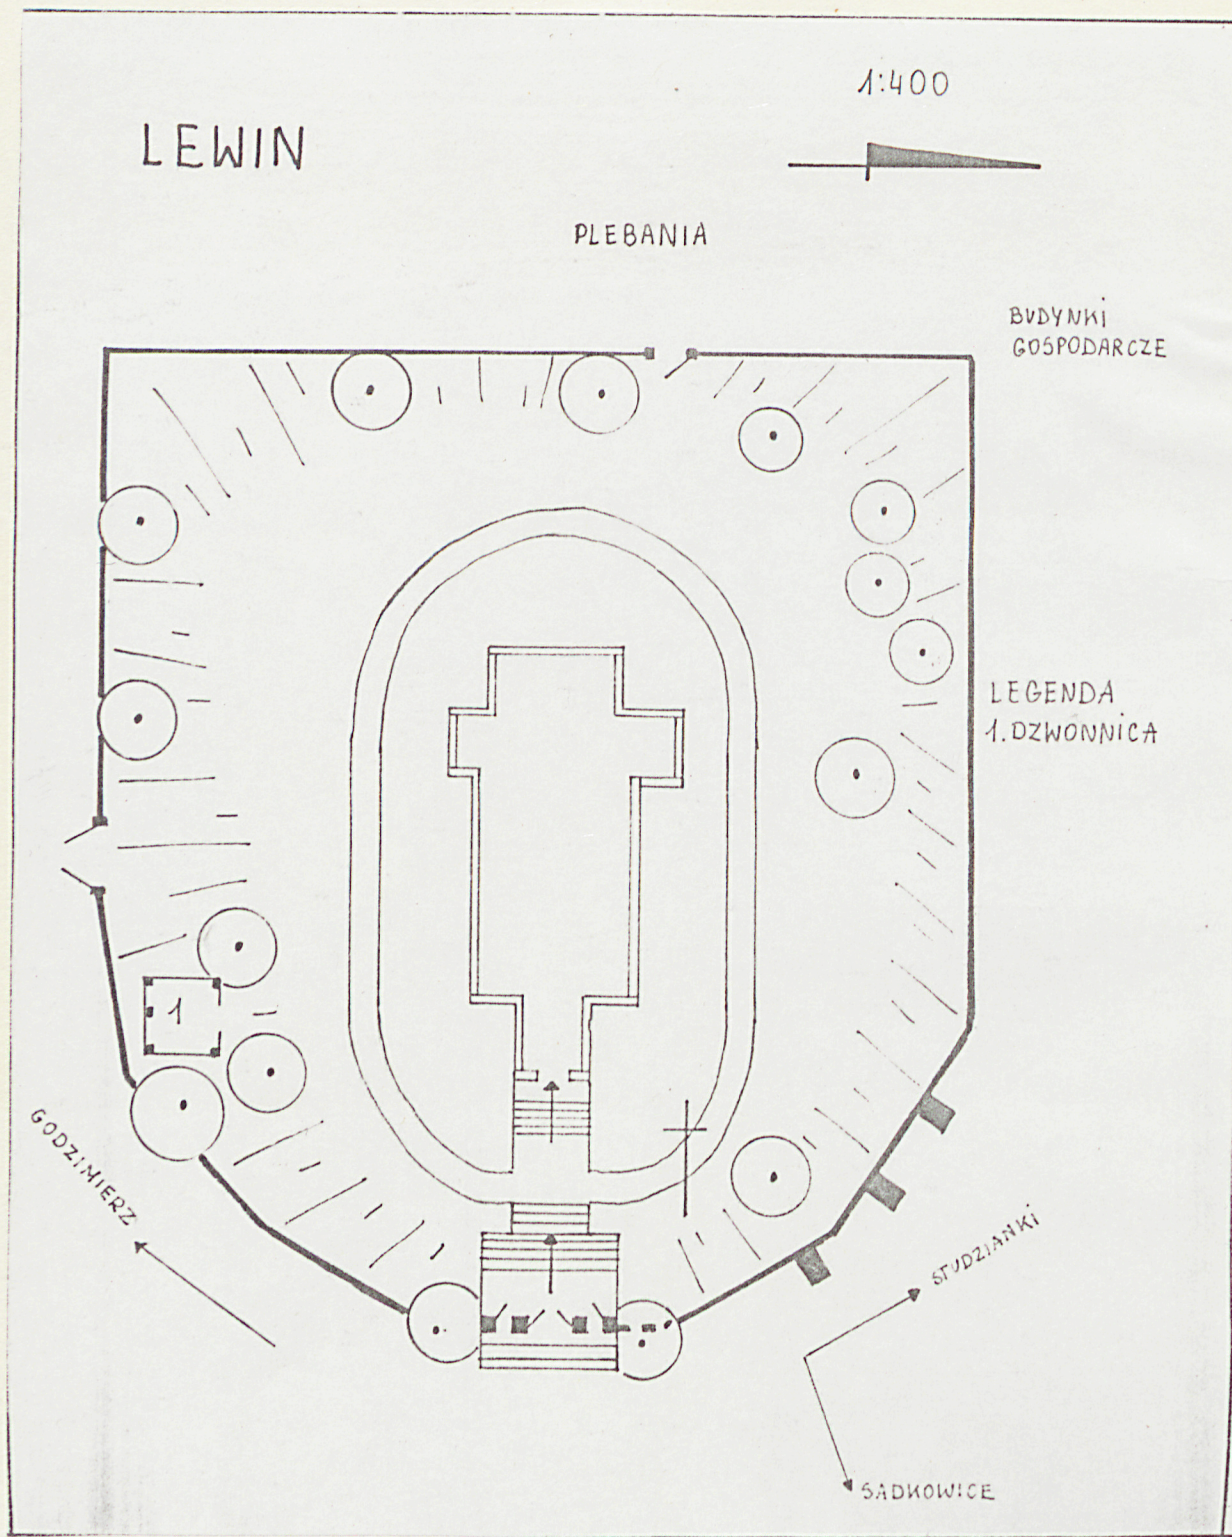 1:400
LEWIN
PLEBANIA
BUDYNKI
GOSPODARCZE
LEGENDA
1. DZWONNICA
1
GODZIMIERZ
STUDZIANKI
SADKOWICE